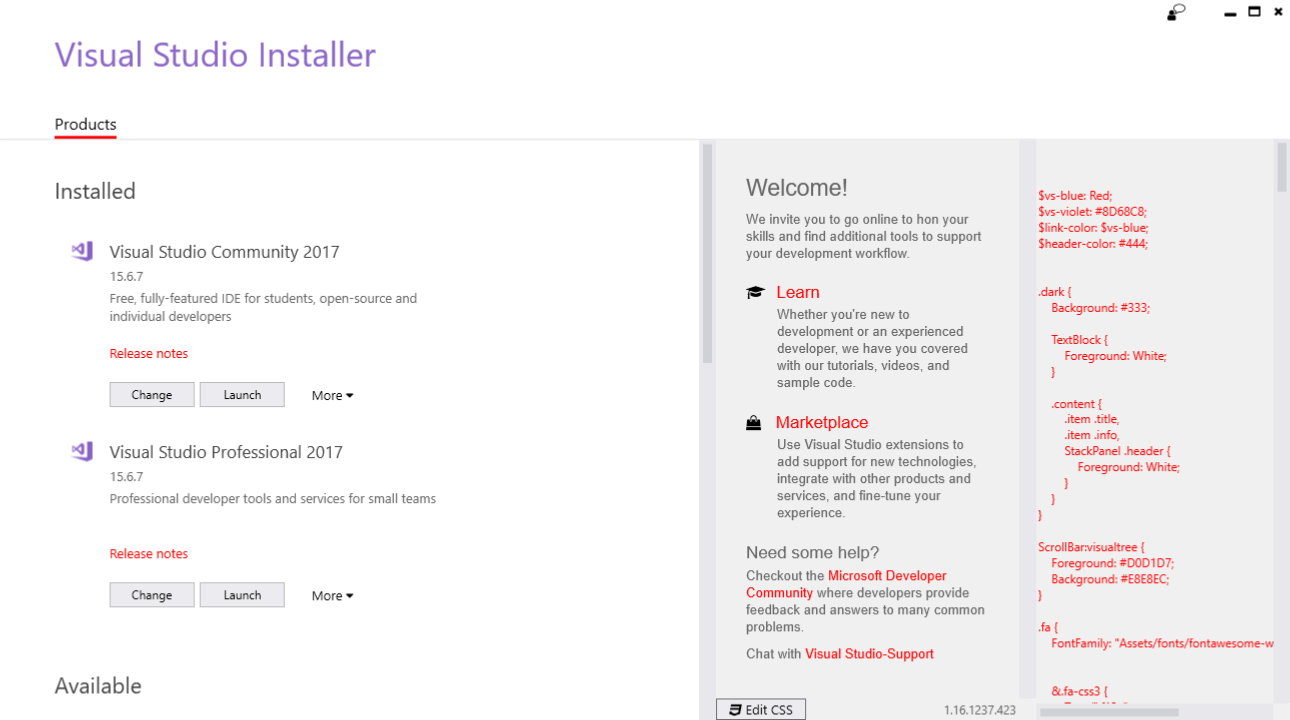 Visual Studio Installer
Products
Installed
Visual Studio Community 2017
15.6.7
Free, fully-featured IDE for students, open-source and
individual developers
Release notes
Change
Launch
More
Visual Studio Professional 2017
15.6.7
Professional developer tools and services for small teams
Release notes
Change
Launch
More
Available
Welcome!
We invite you to go online to hon your
skills and find additional tools to support
your development workflow.
Learn
Whether you're new to
development or an experienced
developer, we have you covered
with our tutorials, videos, and
sample code.
Marketplace
Use Visual Studio extensions to
add support for new technologies,
integrate with other products and
services, and fine-tune your
experience.
Need some help?
Checkout the Microsoft Developer
Community where developers provide
feedback and answers to many common
problems.
Chat with Visual Studio-Support
Edit CSS
1.16.1237.423
$vs-blue: Red;
$vs-violet: #8D68C8;
$link-color: $vs-blue;
$header-color: #444;
.dark {
Background: #333;
TextBlock {
Foreground: White;
}
.content {
.item .title,
.item .info,
StackPanel .header {
Foreground: White;
}
}
}
ScrollBar:visualtree {
Foreground: #D0D1D7;
Background: #E8E8EC;
}
.fa {
FontFamily: "Assets/fonts/fontawesome-w
&.fa-css3 {